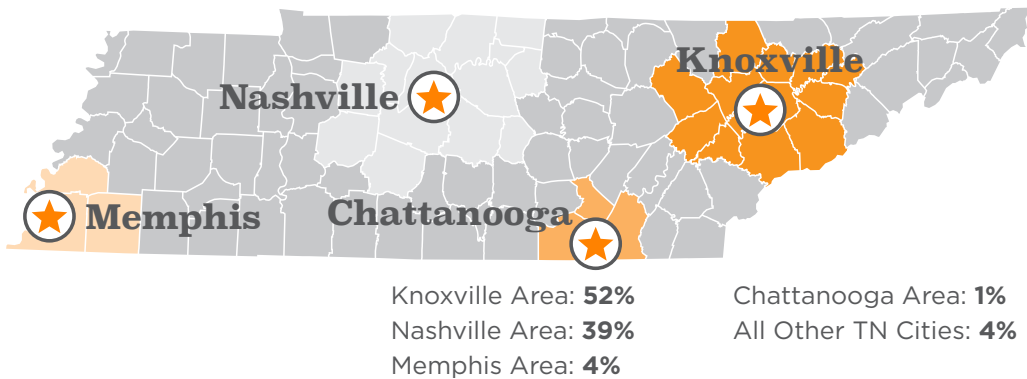 Knoxville
Nashville
Memphis
Chattanooga
Knoxville Area: 52%
Nashville Area: 39%
Memphis Area: 4%
Chattanooga Area: 1%
All Other TN Cities: 4%